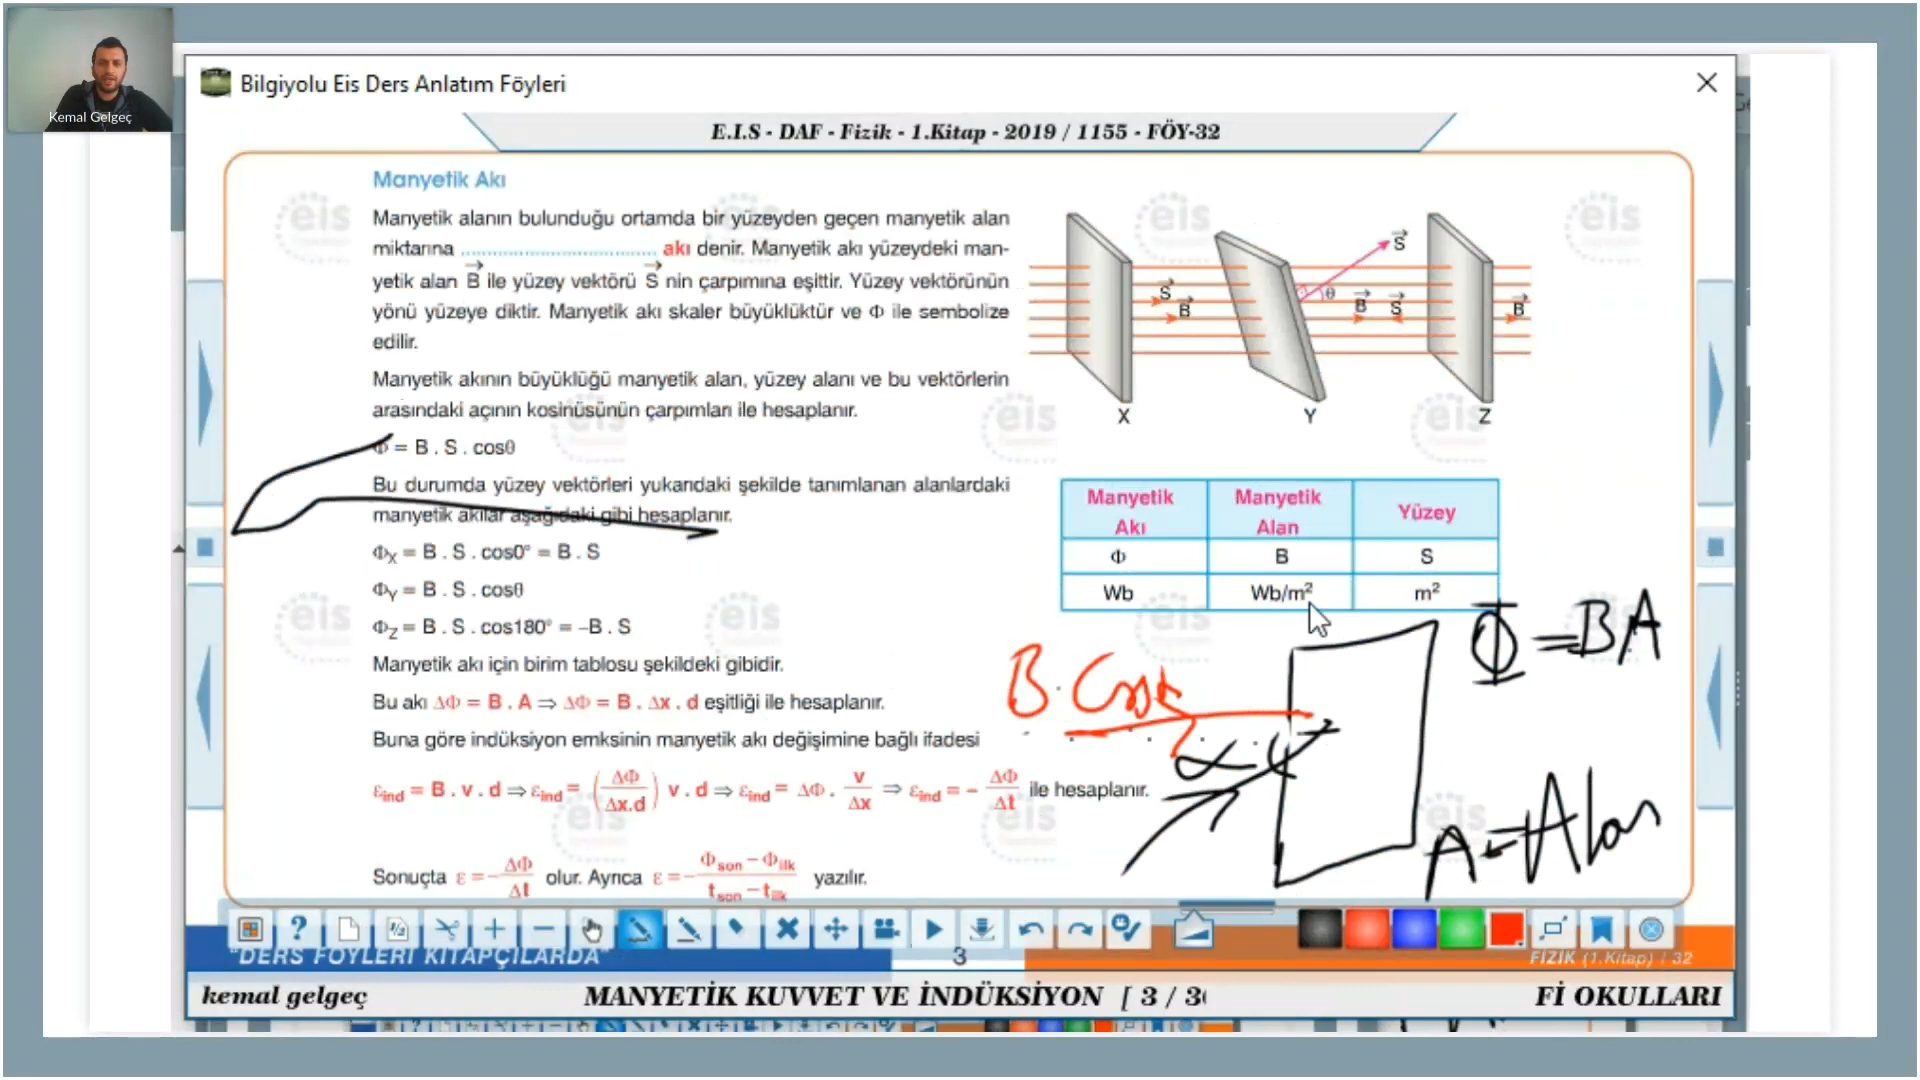 Kemal Gelgeç
Bilgiyolu Eis Ders Anlatım Föyleri
E.I.S - DAF - Fizik - 1.Kitap - 2019 / 1155 - FÖY-32
Manyetik Akı
Manyetik alanın bulunduğu ortamda bir yüzeyden geçen manyetik alan
miktarına ........................................ akı denir. Manyetik akı yüzeydeki man-
yetik alan B ile yüzey vektörü S nin çarpımına eşittir. Yüzey vektörünün
yönü yüzeye diktir. Manyetik akı skaler büyüklüktür ve Φ ile sembolize
edilir.
Manyetik akının büyüklüğü manyetik alan, yüzey alanı ve bu vektörlerin
arasındaki açının kosinüsünün çarpımları ile hesaplanır.
Φ = B . S . cosθ
Bu durumda yüzey vektörleri yukarıdaki şekilde tanımlanan alanlardaki
manyetik akılar aşağıdaki gibi hesaplanır.
ΦX = B . S . cos0° = B . S
ΦY = B . S . cosθ
ΦZ = B . S . cos180° = –B . S
Manyetik akı için birim tablosu şekildeki gibidir.
Bu akı ΔΦ = B . A ⇒ ΔΦ = B . Δx . d eşitliği ile hesaplanır.
Buna göre indüksiyon emksinin manyetik akı değişimine bağlı ifadesi
εind = B . v . d ⇒ εind = (ΔΦ / Δx.d) v . d ⇒ εind = ΔΦ . v / Δx ⇒ εind = – ΔΦ / Δt ile hesaplanır.
Sonuçta ε = – ΔΦ / Δt olur. Ayrıca ε = – Φson – Φilk / tson – tilk yazılır.
S
B
θ
S
B
S
B
X
Y
Z
Manyetik Akı
Manyetik Alan
Yüzey
Φ
B
S
Wb
Wb/m²
m²
Φ = BA
B . Cosα
α
A = Alan
eis
"DERS FÖYLERİ KİTAPÇILARDA"
3
FİZİK (1.Kitap) / 32
kemal gelgeç
MANYETİK KUVVET VE İNDÜKSİYON [ 3 / 3
Fİ OKULLARI